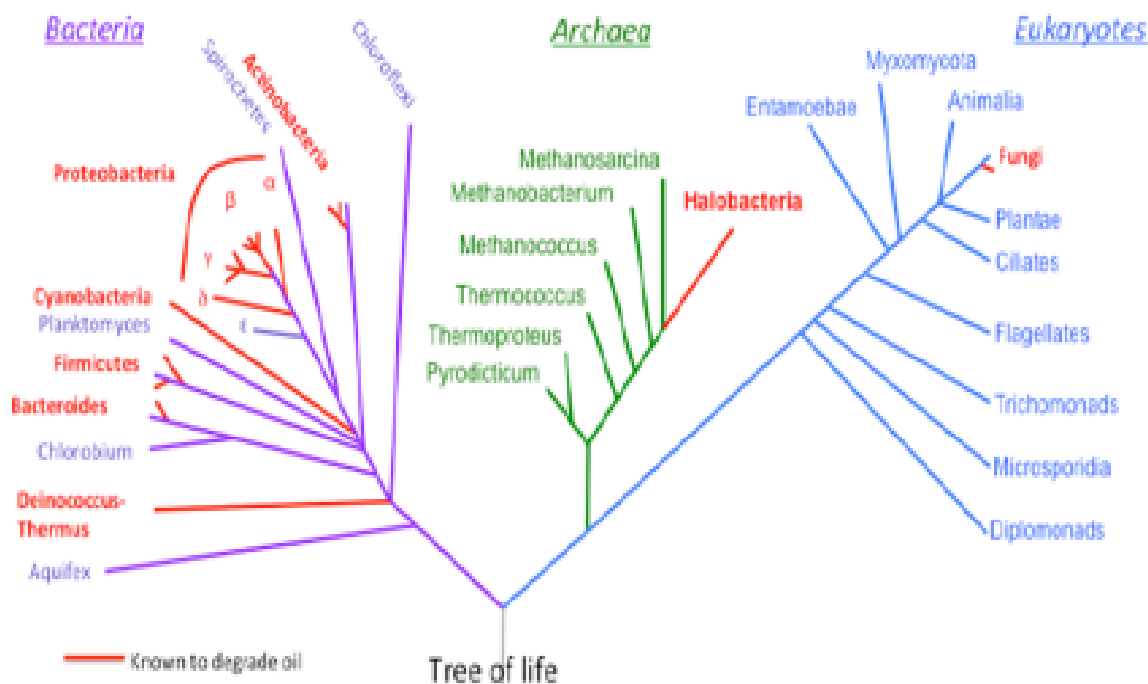 Bacteria
Archaea
Eukaryotes
Spirochetes
Actinobacteria
Chloroflexi
Proteobacteria
α
β
γ
δ
ε
Cyanobacteria
Planktomyces
Firmicutes
Bacteroides
Chlorobium
Deinococcus-
Thermus
Aquifex
Methanosarcina
Methanobacterium
Halobacteria
Methanococcus
Thermococcus
Thermoproteus
Pyrodicticum
Myxomycota
Entamoebae
Animalia
Fungi
Plantae
Ciliates
Flagellates
Trichomonads
Microsporidia
Diplomonads
Known to degrade oil
Tree of life